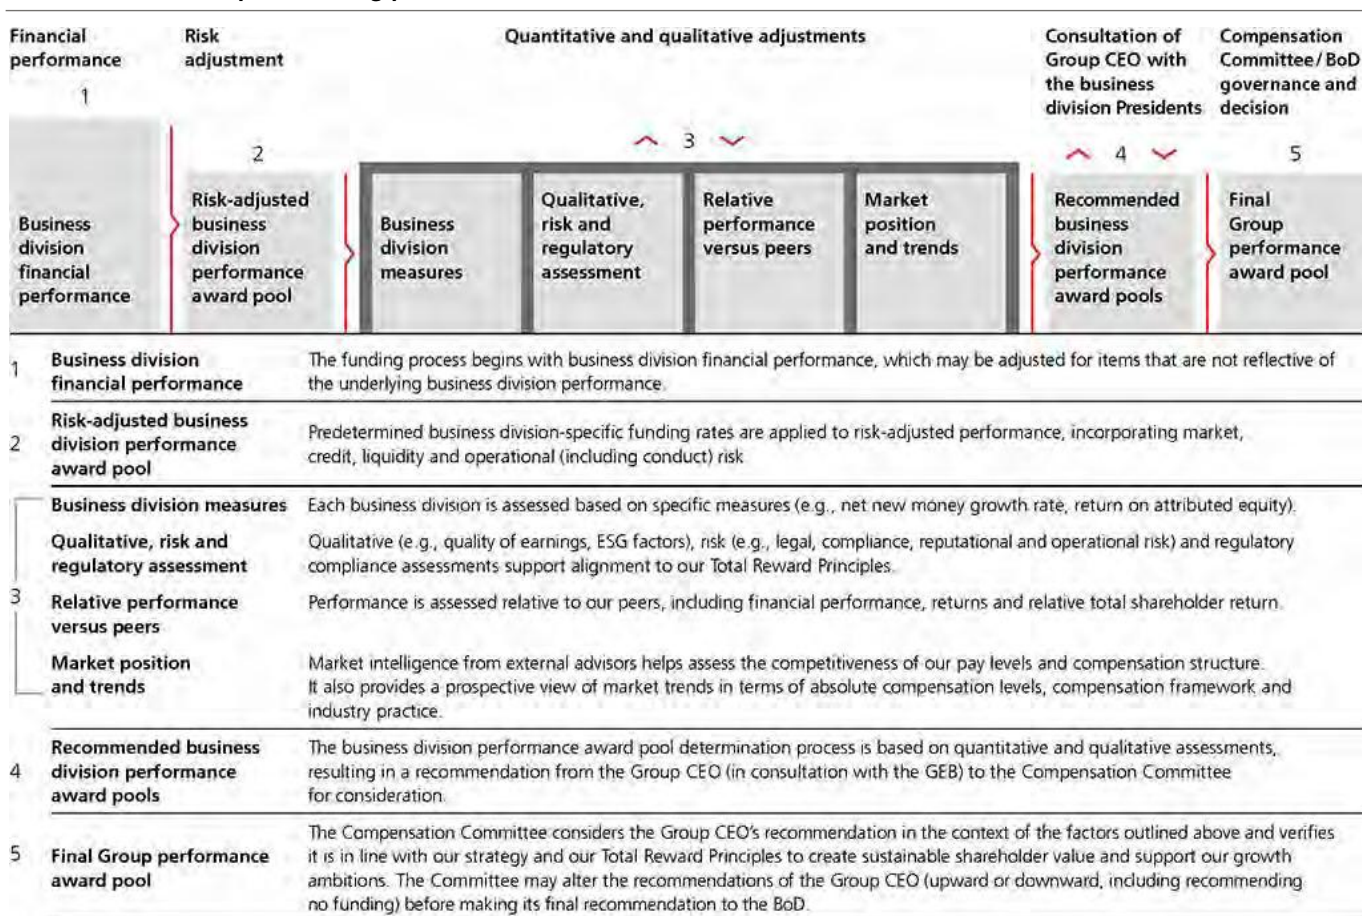 Financial
performance
1
Risk
adjustment
2
Quantitative and qualitative adjustments
3
Consultation of
Group CEO with
the business
division Presidents
4
Compensation
Committee/BoD
governance and
decision
5
Business
division
financial
performance
Risk-adjusted
business
division
performance
award pool
Business
division
measures
Qualitative,
risk and
regulatory
assessment
Relative
performance
versus peers
Market
position
and trends
Recommended
business
division
performance
award pools
Final
Group
performance
award pool
1
Business division
financial performance
The funding process begins with business division financial performance, which may be adjusted for items that are not reflective of
the underlying business division performance.
2
Risk-adjusted business
division performance
award pool
Predetermined business division-specific funding rates are applied to risk-adjusted performance, incorporating market,
credit, liquidity and operational (including conduct) risk
3
Business division measures
Each business division is assessed based on specific measures (e.g., net new money growth rate, return on attributed equity).
Qualitative, risk and
regulatory assessment
Qualitative (e.g., quality of earnings, ESG factors), risk (e.g., legal, compliance, reputational and operational risk) and regulatory
compliance assessments support alignment to our Total Reward Principles.
Relative performance
versus peers
Performance is assessed relative to our peers, including financial performance, returns and relative total shareholder return.
Market position
and trends
Market intelligence from external advisors helps assess the competitiveness of our pay levels and compensation structure.
It also provides a prospective view of market trends in terms of absolute compensation levels, compensation framework and
industry practice.
4
Recommended business
division performance
award pools
The business division performance award pool determination process is based on quantitative and qualitative assessments,
resulting in a recommendation from the Group CEO (in consultation with the GEB) to the Compensation Committee
for consideration.
5
Final Group performance
award pool
The Compensation Committee considers the Group CEO's recommendation in the context of the factors outlined above and verifies
it is in line with our strategy and our Total Reward Principles to create sustainable shareholder value and support our growth
ambitions. The Committee may alter the recommendations of the Group CEO (upward or downward, including recommending
no funding) before making its final recommendation to the BoD.